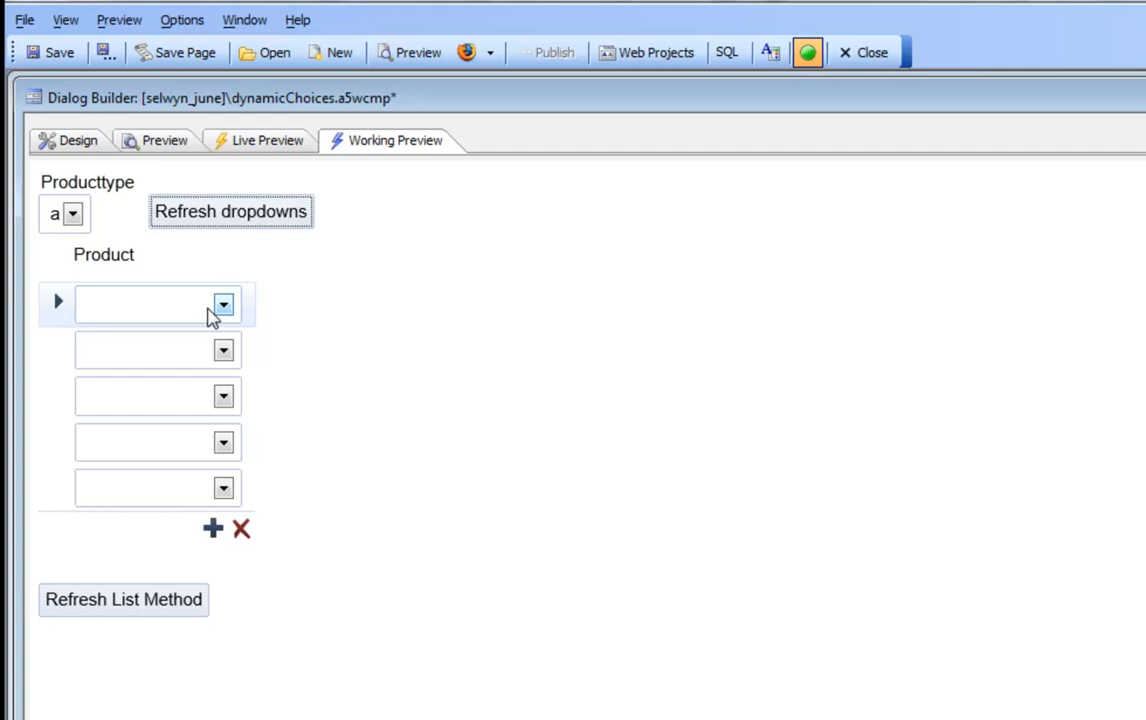 File View Preview Options Window Help
Save ... Save Page Open New Preview Publish Web Projects SQL A Close
Dialog Builder: [selwyn_june]\dynamicChoices.a5wcmp*
Design Preview Live Preview Working Preview
Producttype
a Refresh dropdowns
Product
Refresh List Method